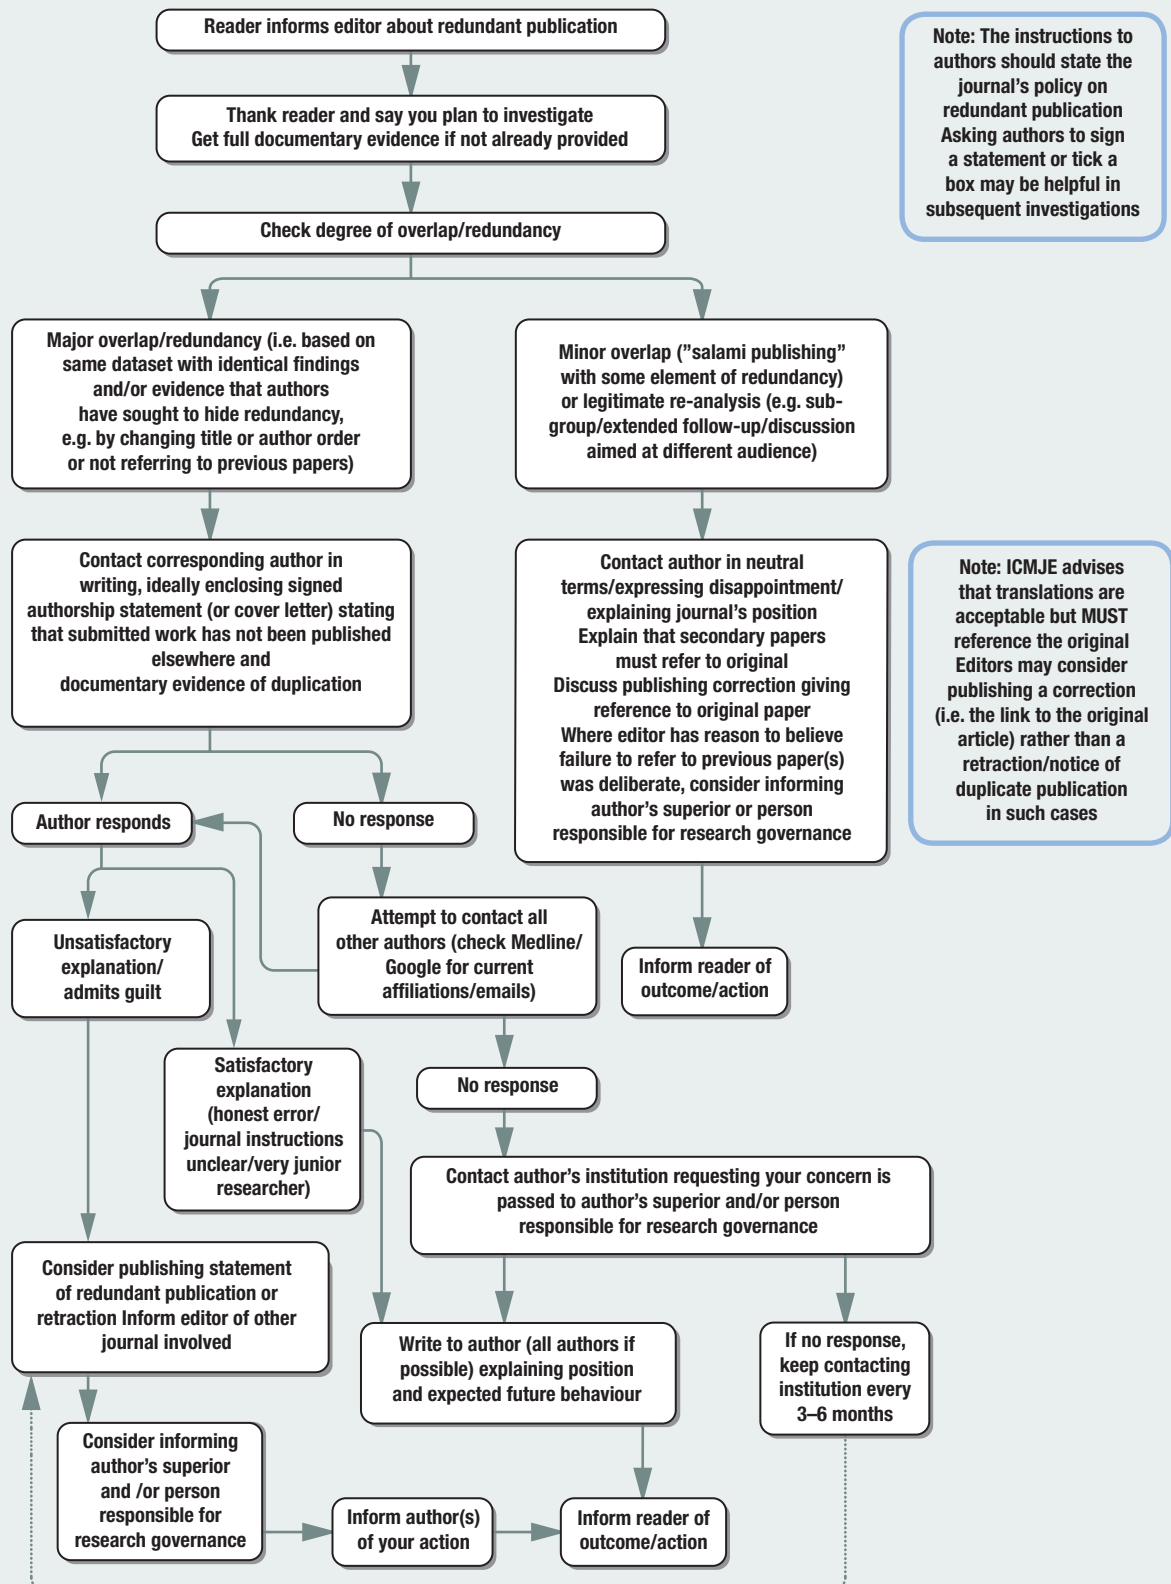 Reader informs editor about redundant publication
Thank reader and say you plan to investigate
Get full documentary evidence if not already provided
Check degree of overlap/redundancy
Note: The instructions to
authors should state the
journal's policy on
redundant publication
Asking authors to sign
a statement or tick a
box may be helpful in
subsequent investigations
Major overlap/redundancy (i.e. based on
same dataset with identical findings
and/or evidence that authors
have sought to hide redundancy,
e.g. by changing title or author order
or not referring to previous papers)
Minor overlap ("salami publishing"
with some element of redundancy)
or legitimate re-analysis (e.g. sub-
group/extended follow-up/discussion
aimed at different audience)
Contact corresponding author in
writing, ideally enclosing signed
authorship statement (or cover letter) stating
that submitted work has not been published
elsewhere and
documentary evidence of duplication
Contact author in neutral
terms/expressing disappointment/
explaining journal's position
Explain that secondary papers
must refer to original
Discuss publishing correction giving
reference to original paper
Where editor has reason to believe
failure to refer to previous paper(s)
was deliberate, consider informing
author's superior or person
responsible for research governance
Note: ICMJE advises
that translations are
acceptable but MUST
reference the original
Editors may consider
publishing a correction
(i.e. the link to the original
article) rather than a
retraction/notice of
duplicate publication
in such cases
Author responds
No response
Unsatisfactory
explanation/
admits guilt
Attempt to contact all
other authors (check Medline/
Google for current
affiliations/emails)
Inform reader of
outcome/action
Satisfactory
explanation
(honest error/
journal instructions
unclear/very junior
researcher)
No response
Contact author's institution requesting your concern is
passed to author's superior and/or person
responsible for research governance
Consider publishing statement
of redundant publication or
retraction Inform editor of other
journal involved
Write to author (all authors if
possible) explaining position
and expected future behaviour
If no response,
keep contacting
institution every
3–6 months
Consider informing
author's superior
and /or person
responsible for
research governance
Inform author(s)
of your action
Inform reader of
outcome/action